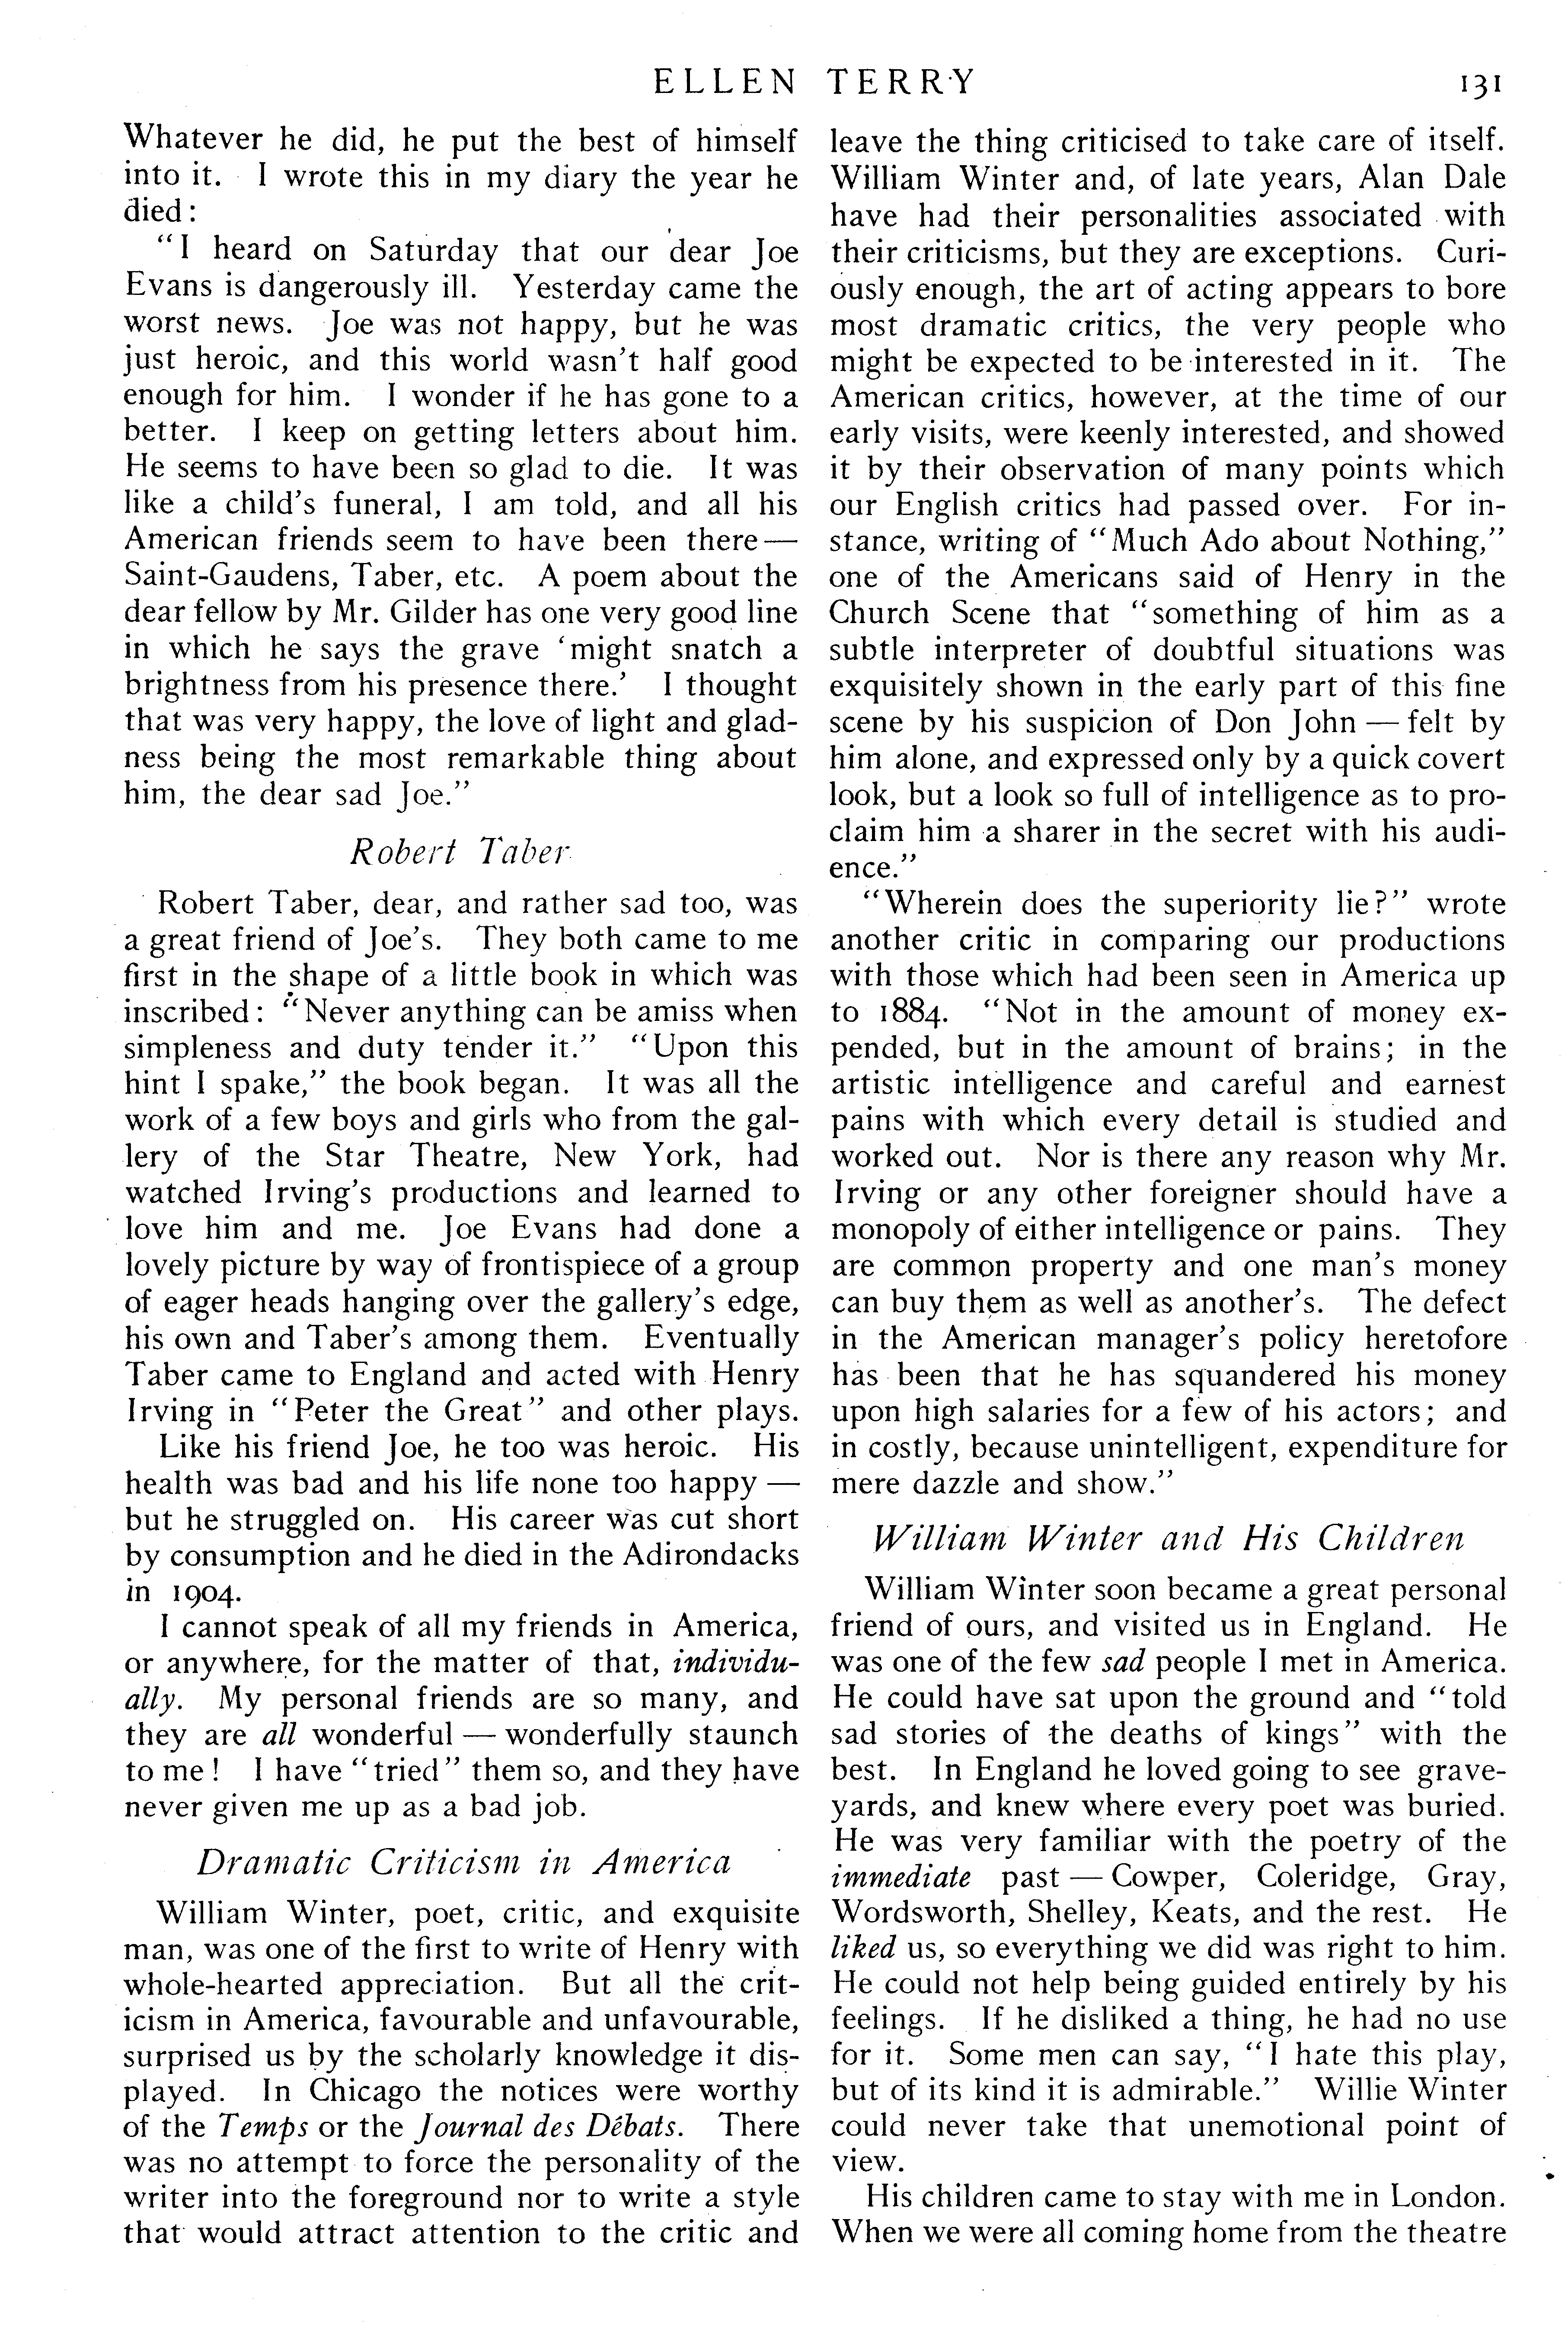 ELLEN TERRY 131
Whatever he did, he put the best of himself
into it. I wrote this in my diary the year he
died:
"I heard on Saturday that our dear Joe
Evans is dangerously ill. Yesterday came the
worst news. Joe was not happy, but he was
just heroic, and this world wasn't half good
enough for him. I wonder if he has gone to a
better. I keep on getting letters about him.
He seems to have been so glad to die. It was
like a child's funeral, I am told, and all his
American friends seem to have been there —
Saint-Gaudens, Taber, etc. A poem about the
dear fellow by Mr. Gilder has one very good line
in which he says the grave 'might snatch a
brightness from his presence there.' I thought
that was very happy, the love of light and glad-
ness being the most remarkable thing about
him, the dear sad Joe."
Robert Taber
Robert Taber, dear, and rather sad too, was
a great friend of Joe's. They both came to me
first in the shape of a little book in which was
inscribed: "Never anything can be amiss when
simpleness and duty tender it." "Upon this
hint I spake," the book began. It was all the
work of a few boys and girls who from the gal-
lery of the Star Theatre, New York, had
watched Irving's productions and learned to
love him and me. Joe Evans had done a
lovely picture by way of frontispiece of a group
of eager heads hanging over the gallery's edge,
his own and Taber's among them. Eventually
Taber came to England and acted with Henry
Irving in "Peter the Great" and other plays.
Like his friend Joe, he too was heroic. His
health was bad and his life none too happy —
but he struggled on. His career was cut short
by consumption and he died in the Adirondacks
in 1904.
I cannot speak of all my friends in America,
or anywhere, for the matter of that, individu-
ally. My personal friends are so many, and
they are all wonderful — wonderfully staunch
to me! I have "tried" them so, and they have
never given me up as a bad job.
Dramatic Criticism in America
William Winter, poet, critic, and exquisite
man, was one of the first to write of Henry with
whole-hearted appreciation. But all the crit-
icism in America, favourable and unfavourable,
surprised us by the scholarly knowledge it dis-
played. In Chicago the notices were worthy
of the Temps or the Journal des Débats. There
was no attempt to force the personality of the
writer into the foreground nor to write a style
that would attract attention to the critic and
leave the thing criticised to take care of itself.
William Winter and, of late years, Alan Dale
have had their personalities associated with
their criticisms, but they are exceptions. Curi-
ously enough, the art of acting appears to bore
most dramatic critics, the very people who
might be expected to be interested in it. The
American critics, however, at the time of our
early visits, were keenly interested, and showed
it by their observation of many points which
our English critics had passed over. For in-
stance, writing of "Much Ado about Nothing,"
one of the Americans said of Henry in the
Church Scene that "something of him as a
subtle interpreter of doubtful situations was
exquisitely shown in the early part of this fine
scene by his suspicion of Don John — felt by
him alone, and expressed only by a quick covert
look, but a look so full of intelligence as to pro-
claim him a sharer in the secret with his audi-
ence."
"Wherein does the superiority lie?" wrote
another critic in comparing our productions
with those which had been seen in America up
to 1884. "Not in the amount of money ex-
pended, but in the amount of brains; in the
artistic intelligence and careful and earnest
pains with which every detail is studied and
worked out. Nor is there any reason why Mr.
Irving or any other foreigner should have a
monopoly of either intelligence or pains. They
are common property and one man's money
can buy them as well as another's. The defect
in the American manager's policy heretofore
has been that he has squandered his money
upon high salaries for a few of his actors; and
in costly, because unintelligent, expenditure for
mere dazzle and show."
William Winter and His Children
William Winter soon became a great personal
friend of ours, and visited us in England. He
was one of the few sad people I met in America.
He could have sat upon the ground and "told
sad stories of the deaths of kings" with the
best. In England he loved going to see grave-
yards, and knew where every poet was buried.
He was very familiar with the poetry of the
immediate past — Cowper, Coleridge, Gray,
Wordsworth, Shelley, Keats, and the rest. He
liked us, so everything we did was right to him.
He could not help being guided entirely by his
feelings. If he disliked a thing, he had no use
for it. Some men can say, "I hate this play,
but of its kind it is admirable." Willie Winter
could never take that unemotional point of
view.
His children came to stay with me in London.
When we were all coming home from the theatre